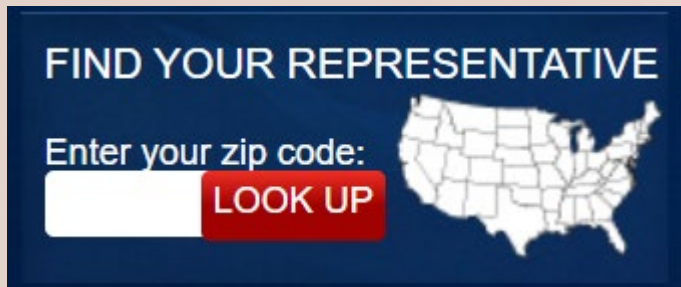 FIND YOUR REPRESENTATIVE
Enter your zip code:
LOOK UP